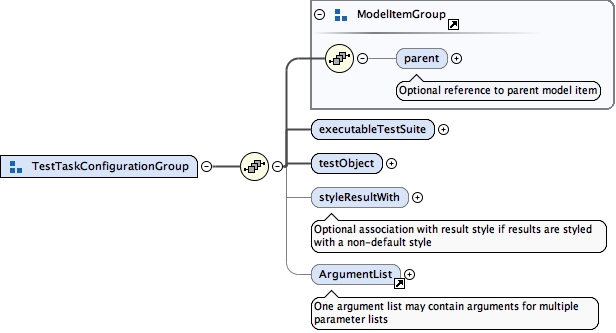 ModelItemGroup
parent
Optional reference to parent model item
executableTestSuite
TestTaskConfigurationGroup
testObject
styleResultWith
Optional association with result style if results are styled
with a non-default style
ArgumentList
One argument list may contain arguments for multiple
parameter lists